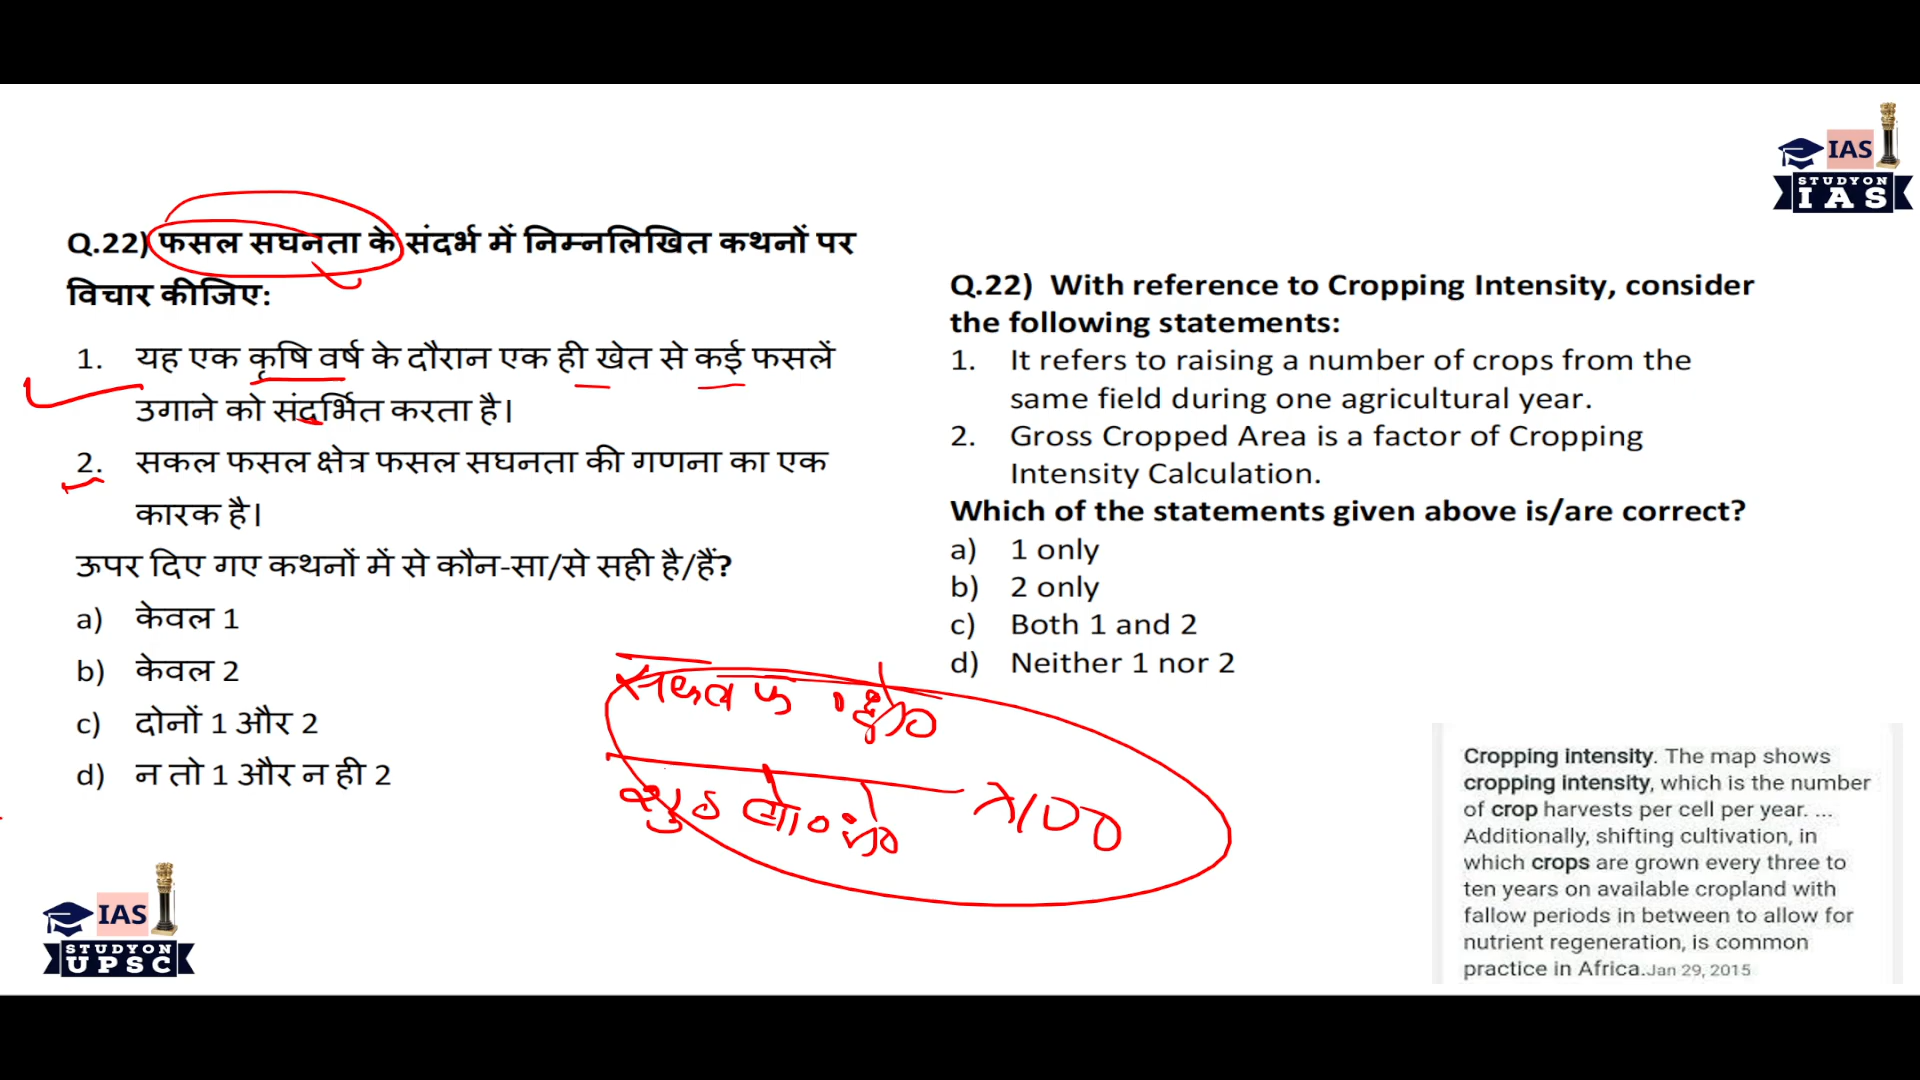 IAS
STUDYON
IAS
Q.22) फसल सघनता के संदर्भ में निम्नलिखित कथनों पर
विचार कीजिए:
1. यह एक कृषि वर्ष के दौरान एक ही खेत से कई फसलें
उगाने को संदर्भित करता है।
2. सकल फसल क्षेत्र फसल सघनता की गणना का एक
कारक है।
ऊपर दिए गए कथनों में से कौन-सा/से सही है/हैं?
a) केवल 1
b) केवल 2
c) दोनों 1 और 2
d) न तो 1 और न ही 2
Q.22) With reference to Cropping Intensity, consider
the following statements:
1. It refers to raising a number of crops from the
same field during one agricultural year.
2. Gross Cropped Area is a factor of Cropping
Intensity Calculation.
Which of the statements given above is/are correct?
a) 1 only
b) 2 only
c) Both 1 and 2
d) Neither 1 nor 2
x100
Cropping intensity. The map shows
cropping intensity, which is the number
of crop harvests per cell per year. ...
Additionally, shifting cultivation, in
which crops are grown every three to
ten years on available cropland with
fallow periods in between to allow for
nutrient regeneration, is common
practice in Africa. Jan 29, 2015
IAS
STUDYON
UPSC